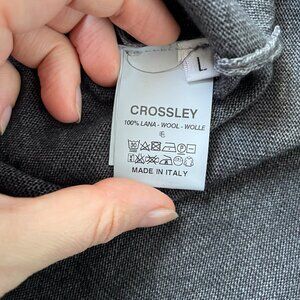 L
CROSSLEY
100% LANA - WOOL - WOLLE
MADE IN ITALY